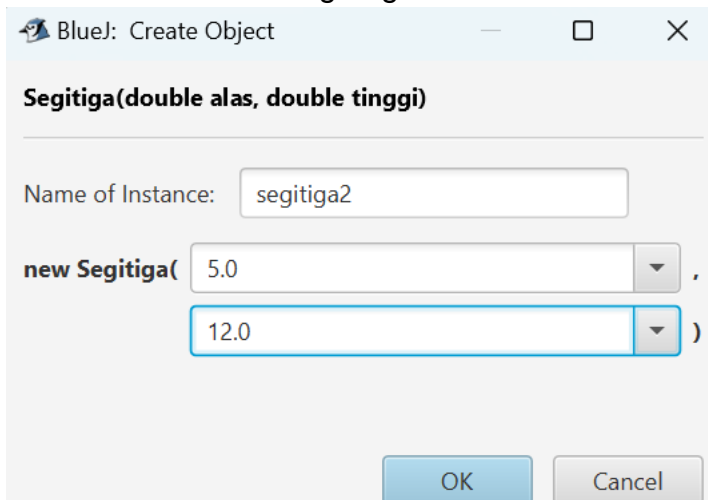 BlueJ: Create Object
Segitiga(double alas, double tinggi)
Name of Instance: segitiga2
new Segitiga( 5.0 ,
12.0 )
OK Cancel